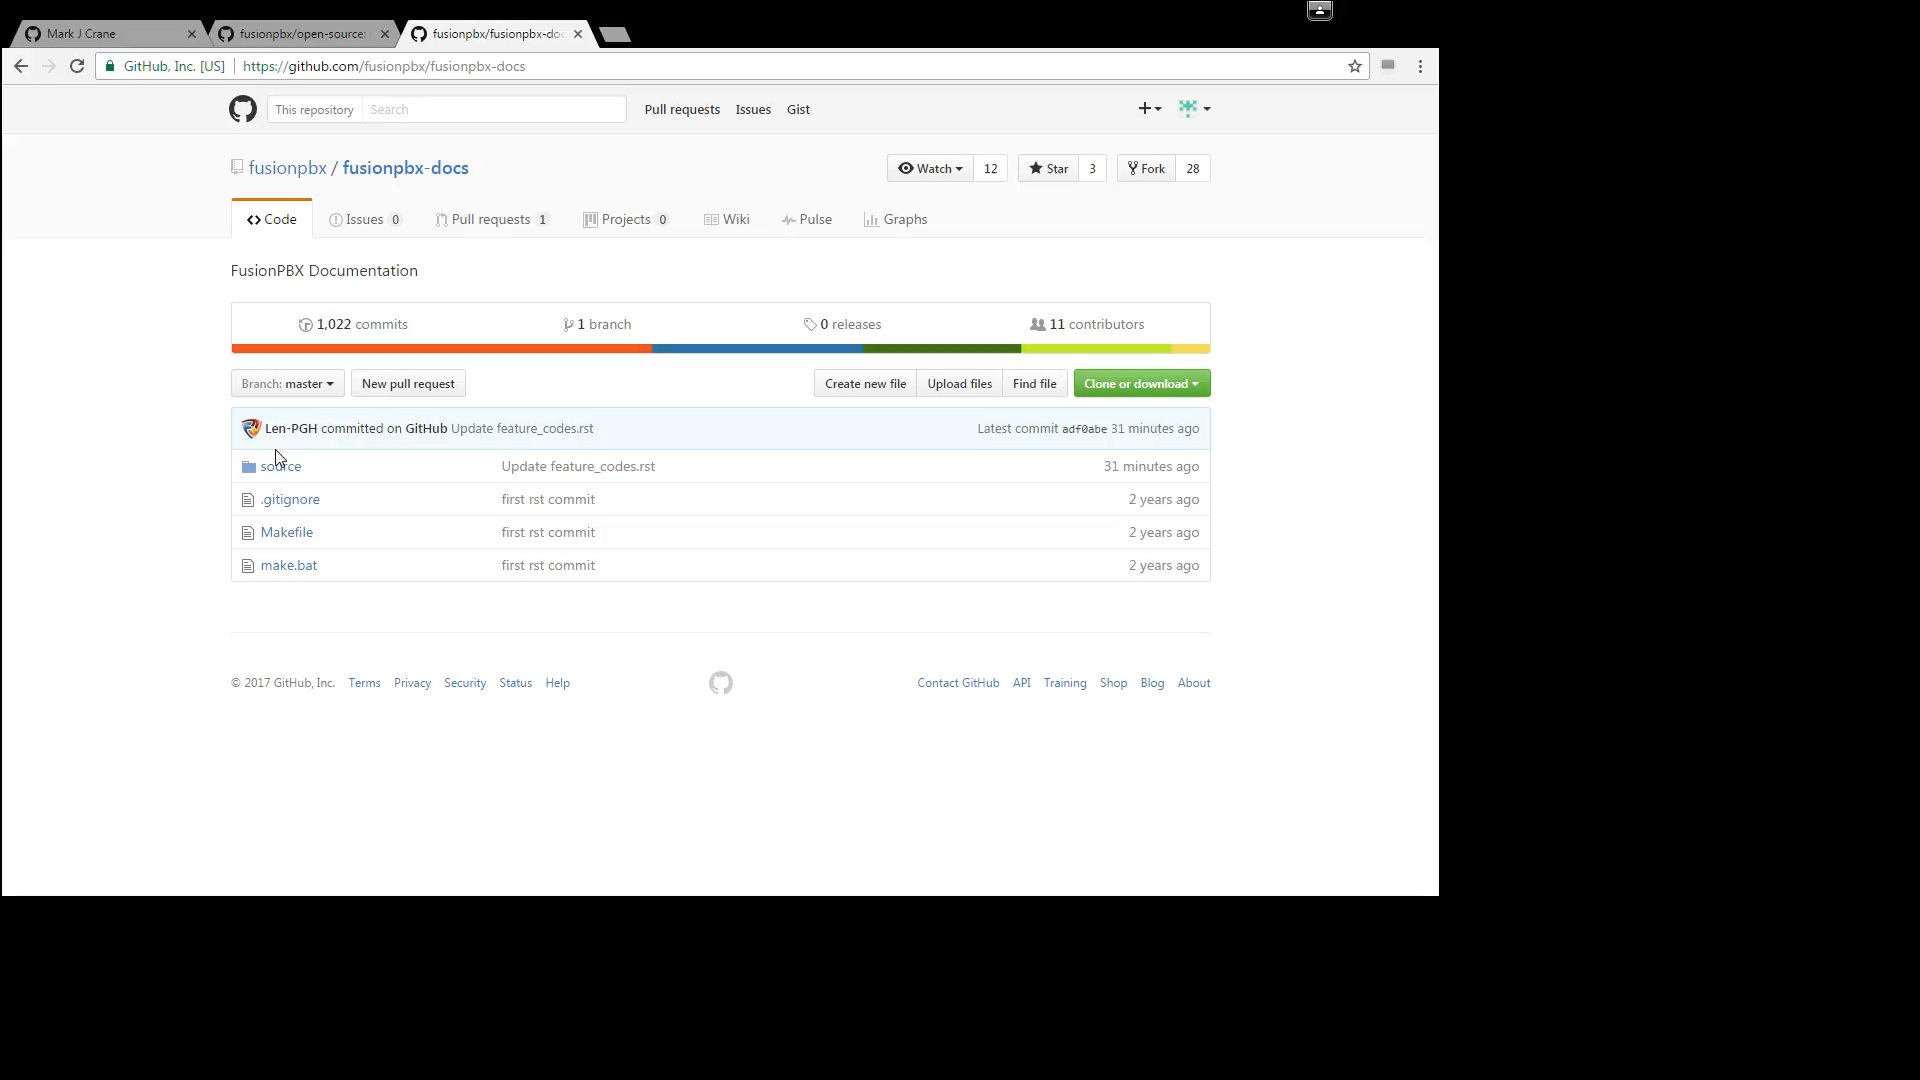 Mark J Crane
fusionpbx/open-source:
fusionpbx/fusionpbx-doc
GitHub, Inc. [US] https://github.com/fusionpbx/fusionpbx-docs
This repository Search Pull requests Issues Gist
fusionpbx / fusionpbx-docs Watch 12 Star 3 Fork 28
Code Issues 0 Pull requests 1 Projects 0 Wiki Pulse Graphs
FusionPBX Documentation
1,022 commits 1 branch 0 releases 11 contributors
Branch: master New pull request Create new file Upload files Find file Clone or download
Len-PGH committed on GitHub Update feature_codes.rst Latest commit adf0abe 31 minutes ago
source Update feature_codes.rst 31 minutes ago
.gitignore first rst commit 2 years ago
Makefile first rst commit 2 years ago
make.bat first rst commit 2 years ago
© 2017 GitHub, Inc. Terms Privacy Security Status Help Contact GitHub API Training Shop Blog About